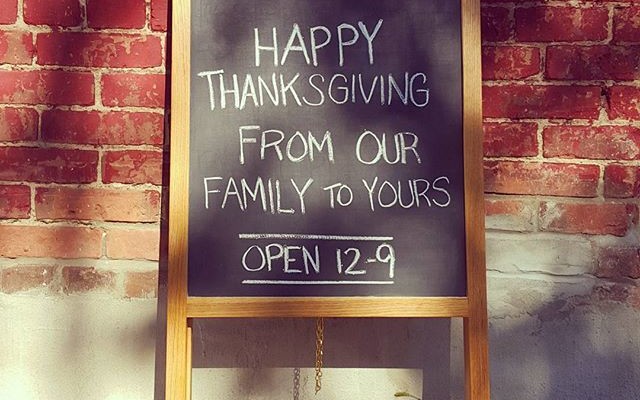 HAPPY
THANKSGIVING
FROM OUR
FAMILY TO YOURS
OPEN 12-9